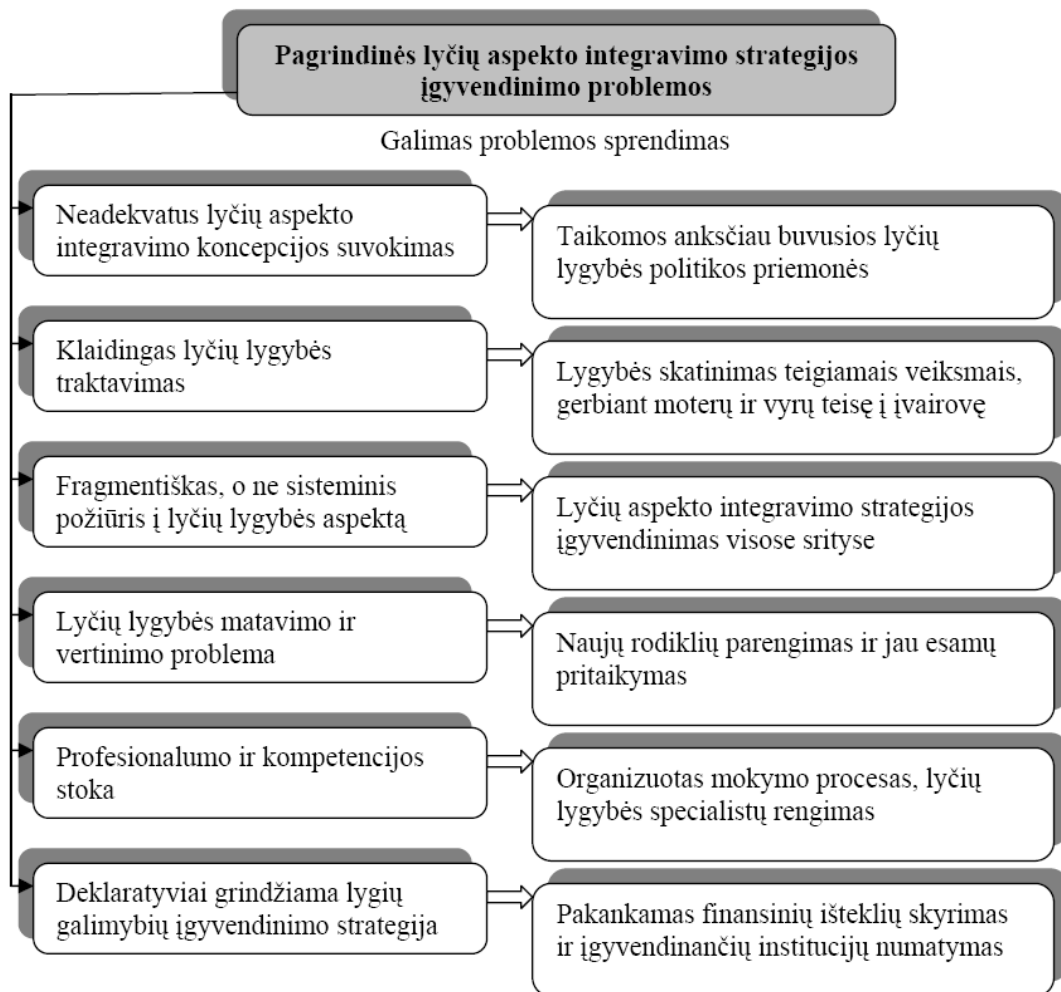 Pagrindinės lyčių aspekto integravimo strategijos
įgyvendinimo problemos
Galimas problemos sprendimas
Neadekvatus lyčių aspekto
integravimo koncepcijos suvokimas
Taikomos anksčiau buvusios lyčių
lygybės politikos priemonės
Klaidingas lyčių lygybės
traktavimas
Lygybės skatinimas teigiamais veiksmais,
gerbiant moterų ir vyrų teisę į įvairovę
Fragmentiškas, o ne sisteminis
požiūris į lyčių lygybės aspektą
Lyčių aspekto integravimo strategijos
įgyvendinimas visose srityse
Lyčių lygybės matavimo ir
vertinimo problema
Naujų rodiklių parengimas ir jau esamų
pritaikymas
Profesionalumo ir kompetencijos
stoka
Organizuotas mokymo procesas, lyčių
lygybės specialistų rengimas
Deklaratyviai grindžiama lygių
galimybių įgyvendinimo strategija
Pakankamas finansinių išteklių skyrimas
ir įgyvendinančių institucijų numatymas